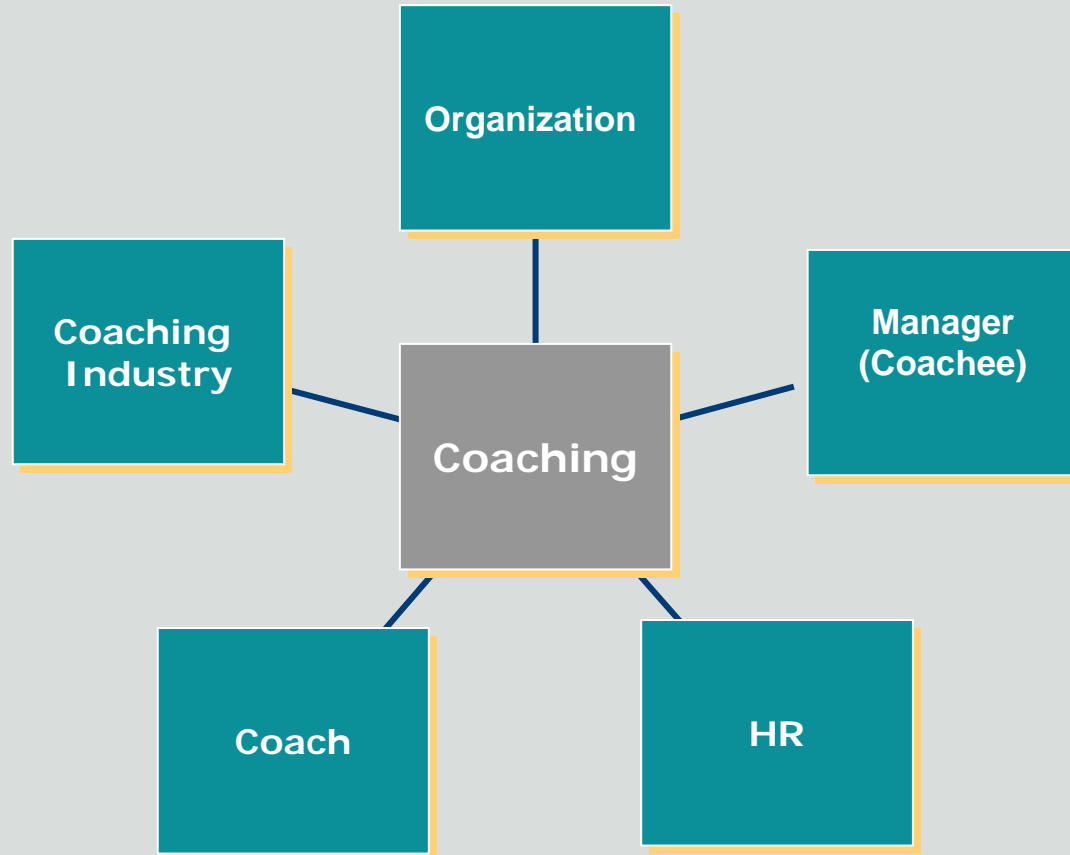 Organization
Coaching
Industry
Manager
(Coachee)
Coaching
Coach
HR